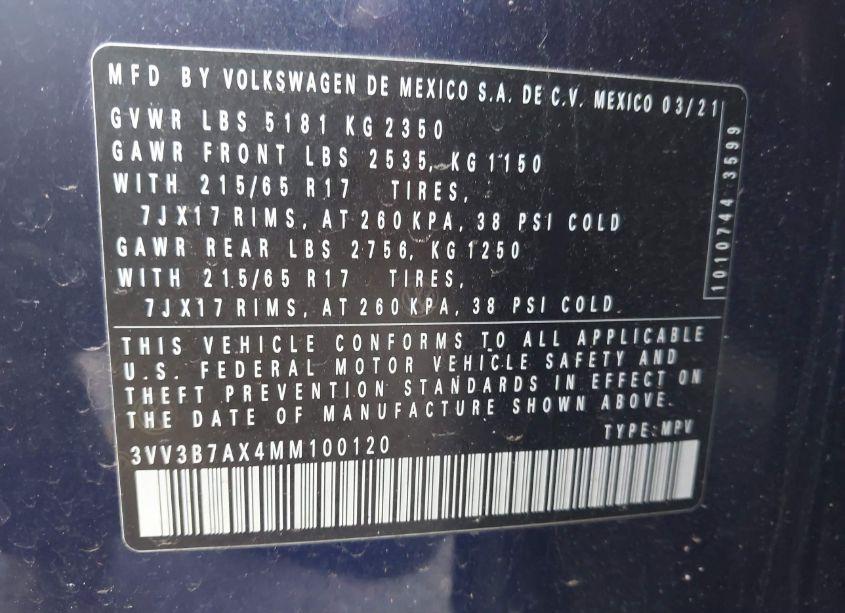 MFD BY VOLKSWAGEN DE MEXICO S.A. DE C.V. MEXICO 03/21
GVWR LBS 5181 KG 2350
GAWR FRONT LBS 2535, KG 1150
WITH 215/65 R17 TIRES,
7JX17 RIMS, AT 260 KPA, 38 PSI COLD
GAWR REAR LBS 2756, KG 1250
WITH 215/65 R17 TIRES,
7JX17 RIMS, AT 260 KPA, 38 PSI COLD
1010744 3599
THIS VEHICLE CONFORMS TO ALL APPLICABLE
U.S. FEDERAL MOTOR VEHICLE SAFETY AND
THEFT PREVENTION STANDARDS IN EFFECT ON
THE DATE OF MANUFACTURE SHOWN ABOVE.
TYPE: MPV
3VV3B7AX4MM100120